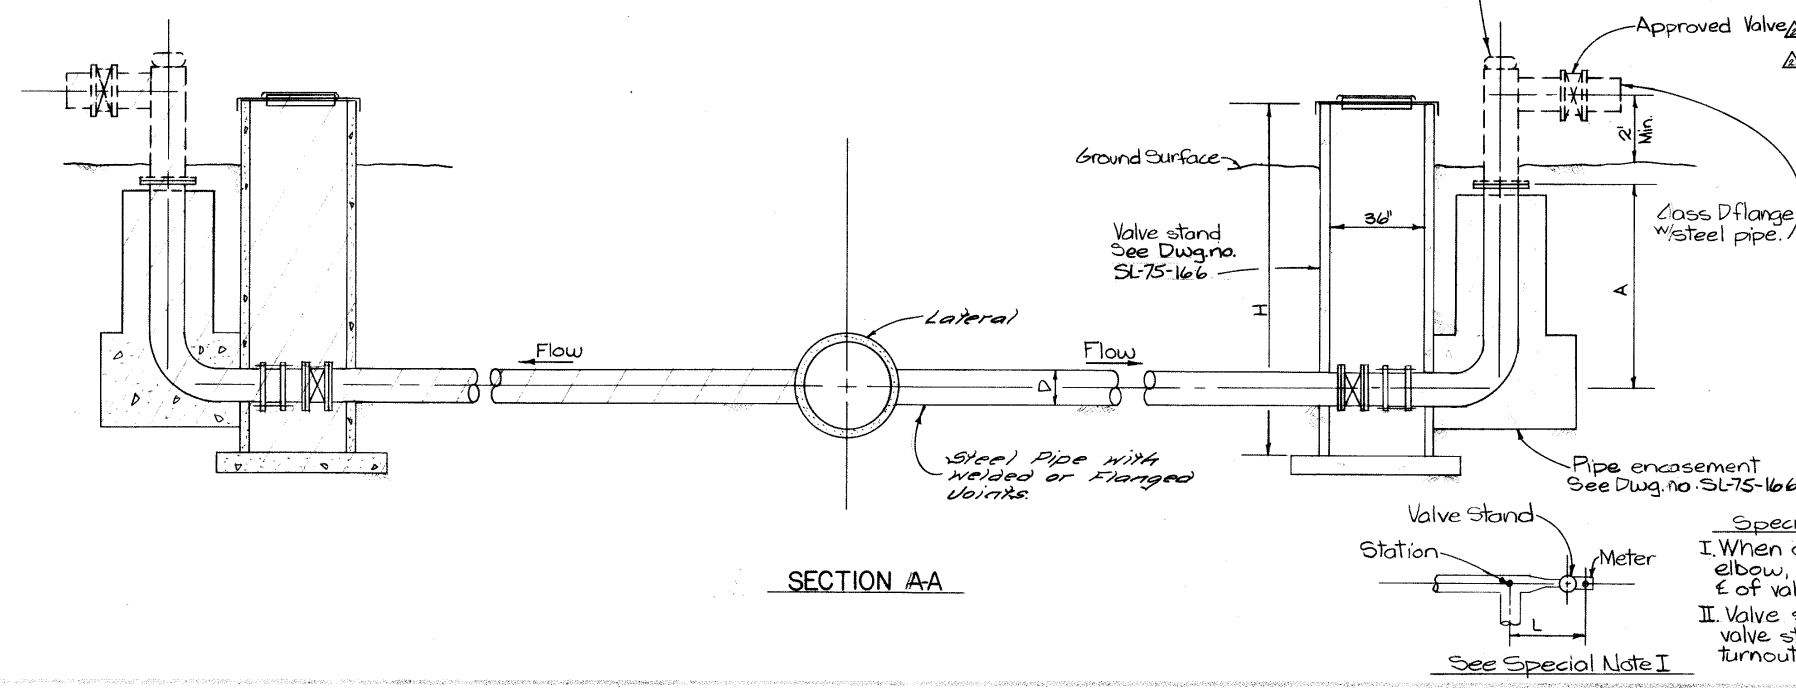 Approved Valve
2'
Min.
Ground Surface
Class D flange
w/steel pipe.
36"
Valve stand
See Dwg.no.
SL-75-166
H
A
Lateral
Flow
Flow
D
Steel Pipe with
Welded or Flanged
Joints.
Pipe encasement
See Dwg.no.SL-75-166
SECTION A-A
Valve Stand
Station
Meter
L
See Special Note I
Speci
I. When
elbow,
℄ of val
II. Valve s
valve st
turnout